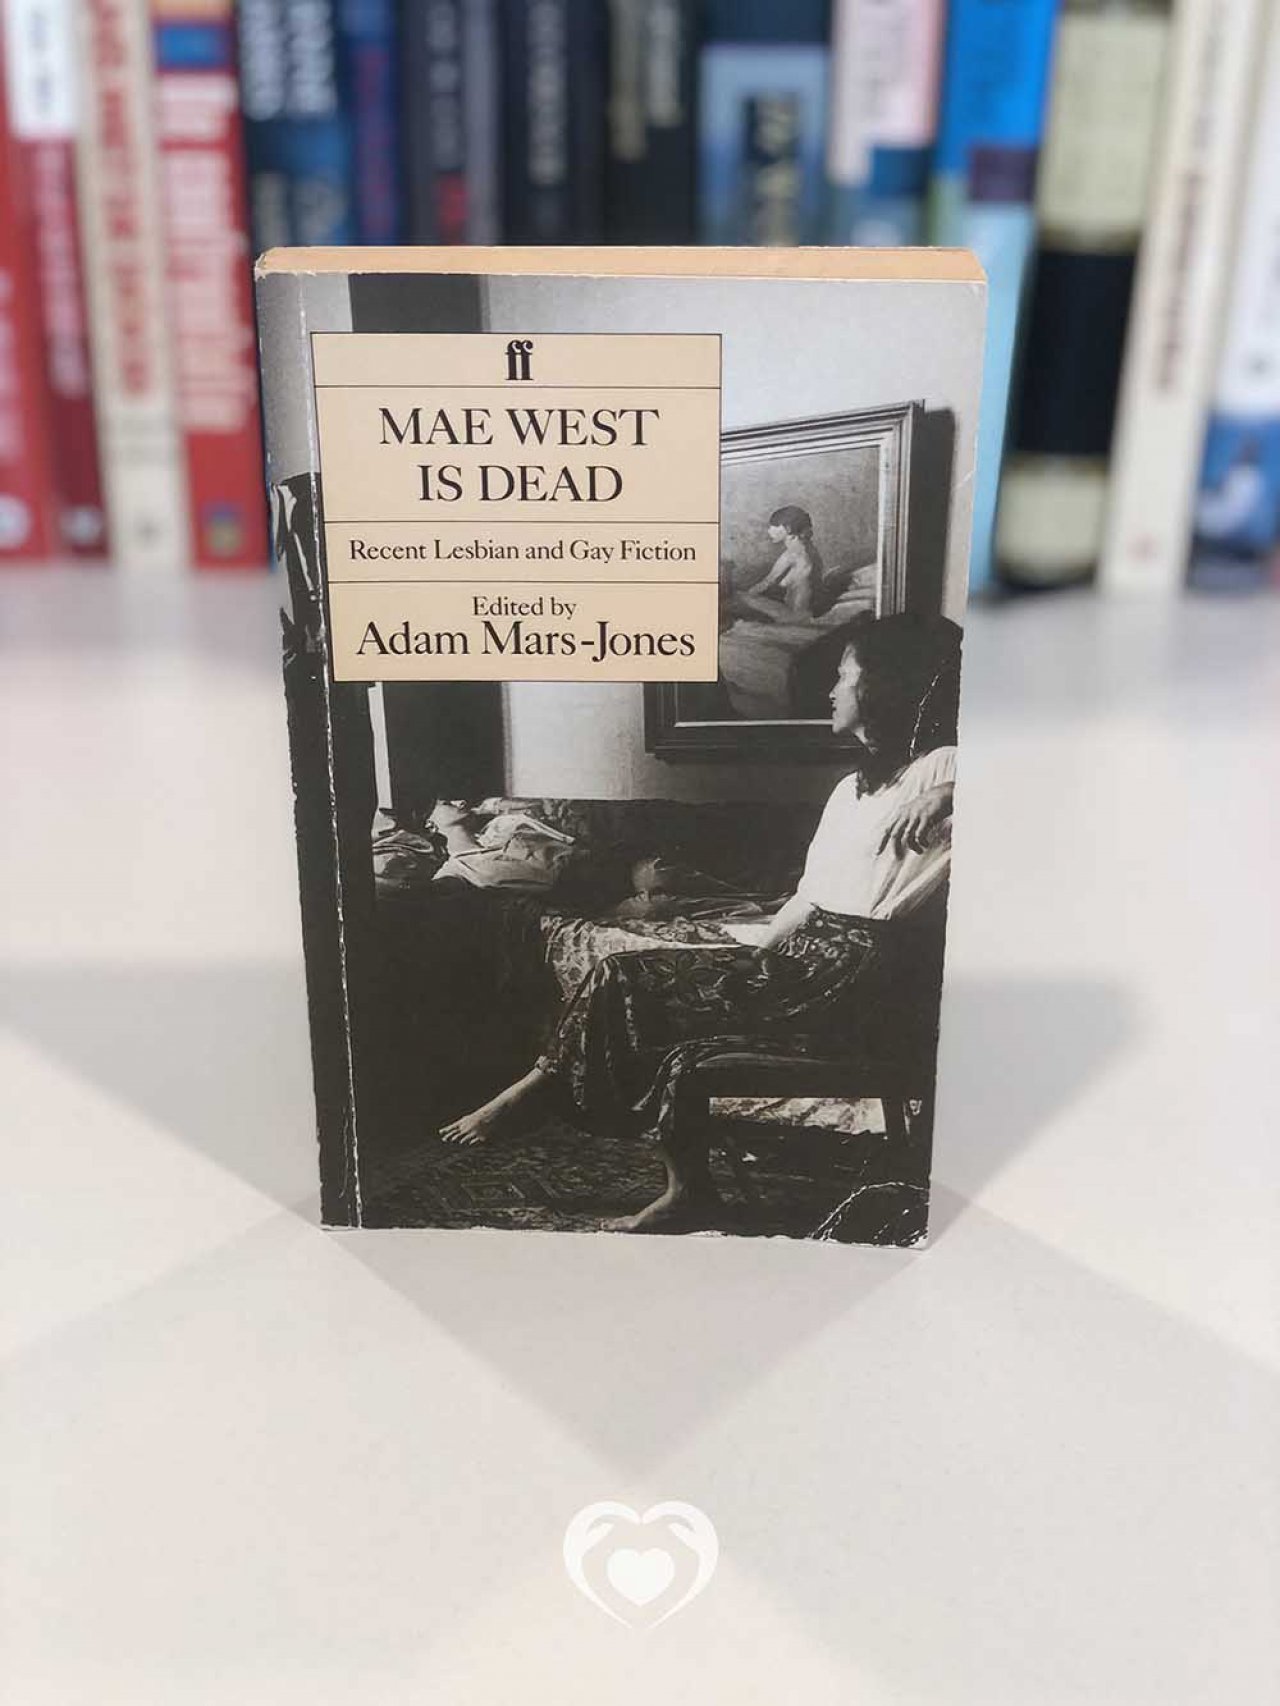 ff
MAE WEST
IS DEAD
Recent Lesbian and Gay Fiction
Edited by
Adam Mars-Jones